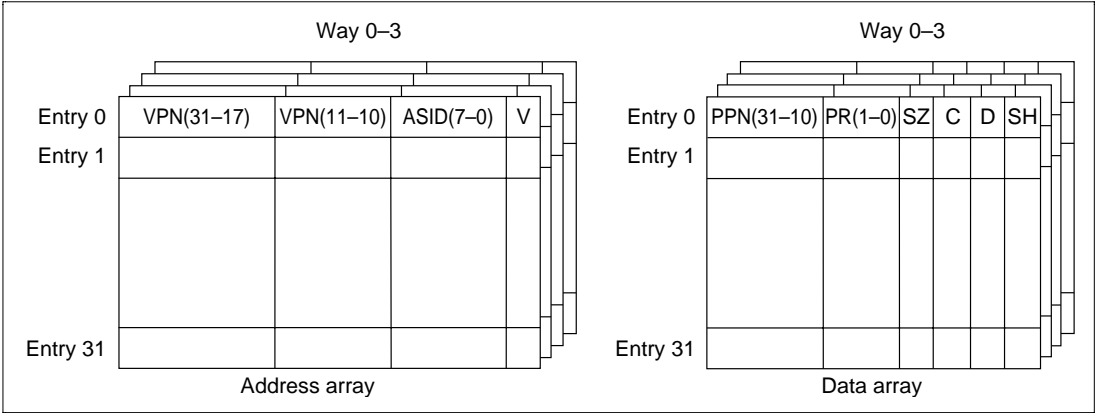 Way 0–3 Way 0–3
Entry 0 VPN(31–17) VPN(11–10) ASID(7–0) V Entry 0 PPN(31–10) PR(1–0) SZ C D SH
Entry 1 Entry 1
Entry 31 Entry 31
Address array Data array